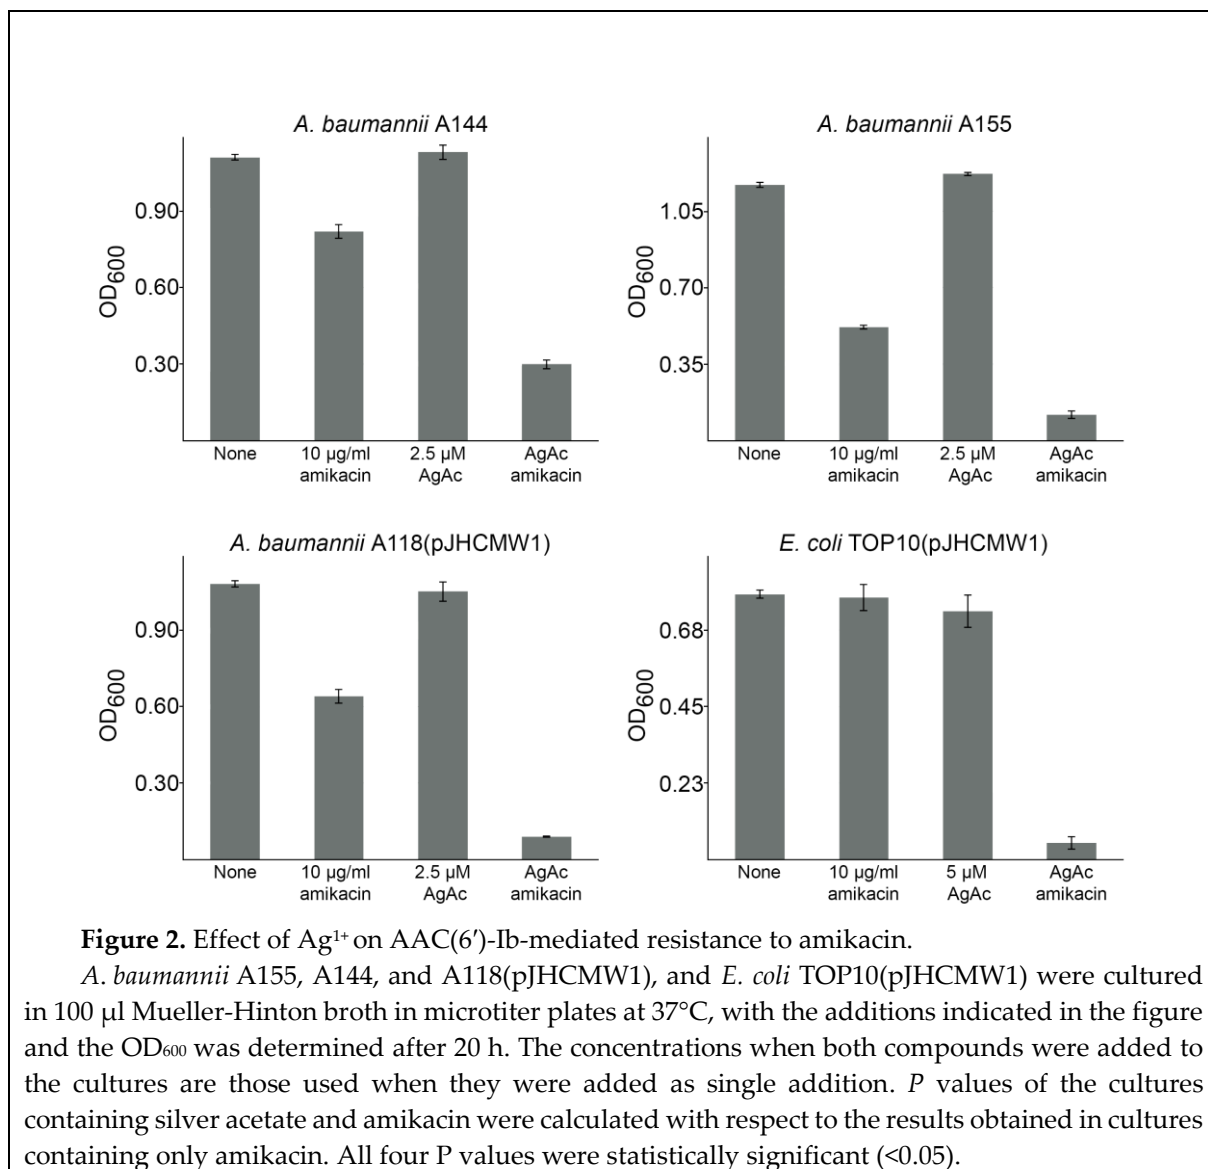 A. baumannii A144
OD600
0.90
0.60
0.30
None
10 µg/ml
amikacin
2.5 µM
AgAc
AgAc
amikacin
A. baumannii A155
OD600
1.05
0.70
0.35
None
10 µg/ml
amikacin
2.5 µM
AgAc
AgAc
amikacin
A. baumannii A118(pJHCMW1)
OD600
0.90
0.60
0.30
None
10 µg/ml
amikacin
2.5 µM
AgAc
AgAc
amikacin
E. coli TOP10(pJHCMW1)
OD600
0.68
0.45
0.23
None
10 µg/ml
amikacin
5 µM
AgAc
AgAc
amikacin
Figure 2. Effect of Ag¹⁺ on AAC(6′)-Ib-mediated resistance to amikacin.
A. baumannii A155, A144, and A118(pJHCMW1), and E. coli TOP10(pJHCMW1) were cultured
in 100 µl Mueller-Hinton broth in microtiter plates at 37°C, with the additions indicated in the figure
and the OD₆₀₀ was determined after 20 h. The concentrations when both compounds were added to
the cultures are those used when they were added as single addition. P values of the cultures
containing silver acetate and amikacin were calculated with respect to the results obtained in cultures
containing only amikacin. All four P values were statistically significant (<0.05).